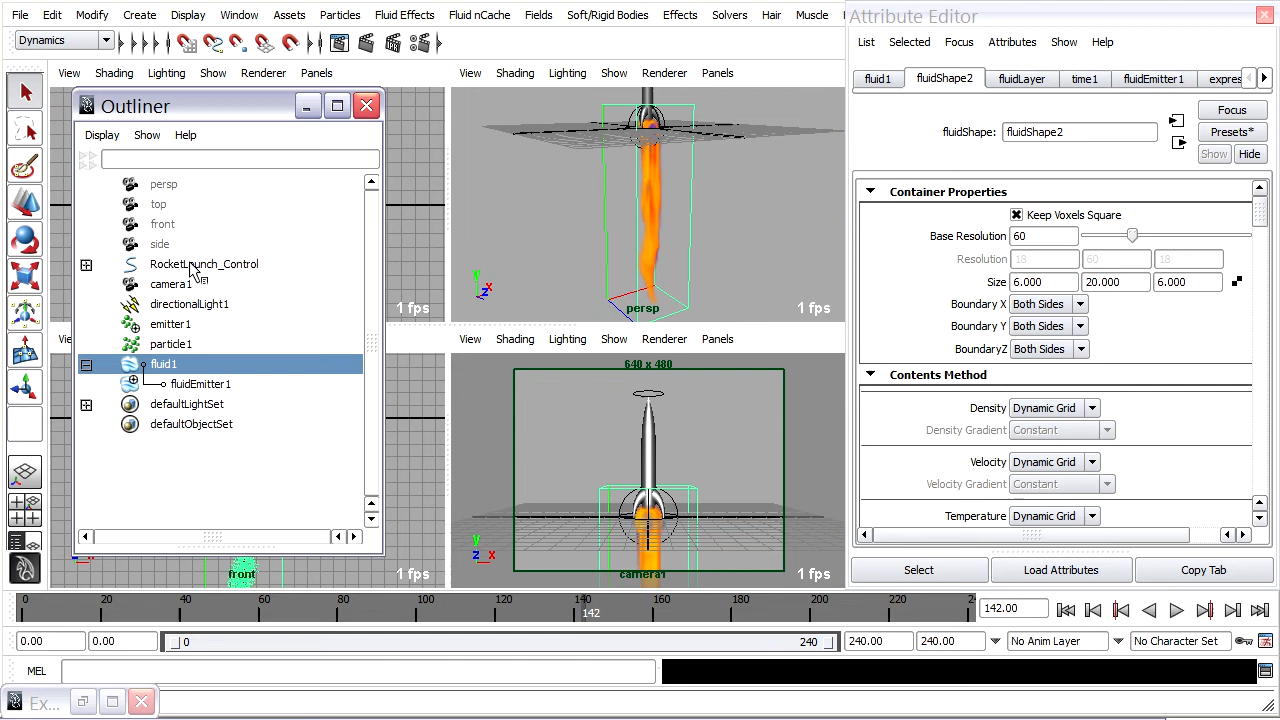 File Edit Modify Create Display Window Assets Particles Fluid Effects Fluid nCache Fields Soft/Rigid Bodies Effects Solvers Hair Muscle
Dynamics
View Shading Lighting Show Renderer Panels
View Shading Lighting Show Renderer Panels
Outliner
Display Show Help
persp
top
front
side
RocketLaunch_Control
camera1
directionalLight1
emitter1
particle1
fluid1
fluidEmitter1
defaultLightSet
defaultObjectSet
1 fps
y
z
persp
1 fps
View Shading Lighting Show Renderer Panels
640 x 480
front
1 fps
y
z x
camera1
1 fps
Attribute Editor
List Selected Focus Attributes Show Help
fluid1 fluidShape2 fluidLayer time1 fluidEmitter1 expres
fluidShape: fluidShape2
Focus
Presets*
Show Hide
Container Properties
Keep Voxels Square
Base Resolution 60
Resolution 18 60 18
Size 6.000 20.000 6.000
Boundary X Both Sides
Boundary Y Both Sides
BoundaryZ Both Sides
Contents Method
Density Dynamic Grid
Density Gradient Constant
Velocity Dynamic Grid
Velocity Gradient Constant
Temperature Dynamic Grid
Select Load Attributes Copy Tab
0 20 40 60 80 100 120 142 160 180 200 220 142.00
0.00 0.00 0 240 240.00 240.00 No Anim Layer No Character Set
MEL
Ex...